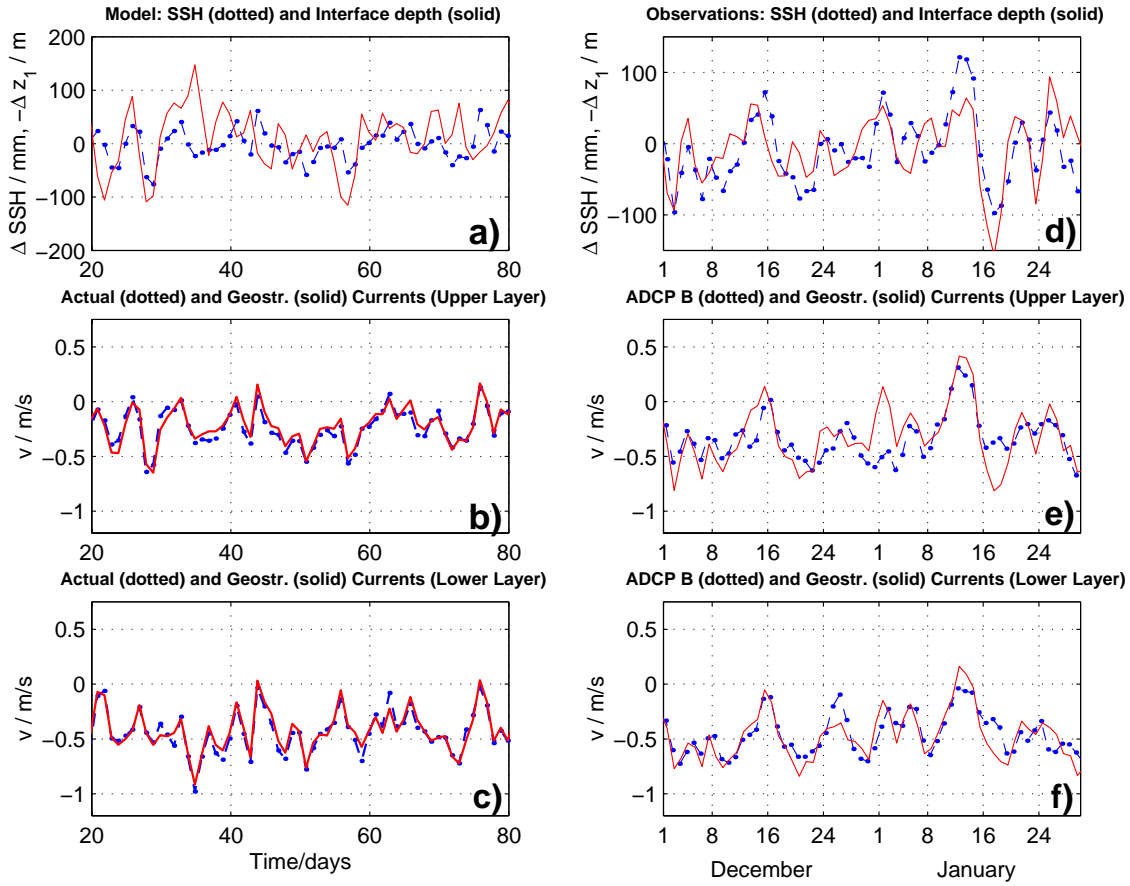 Model: SSH (dotted) and Interface depth (solid)
200
100
0
−100
−200
Δ SSH / mm, −Δ z1 / m
a)
20 40 60 80
Actual (dotted) and Geostr. (solid) Currents (Upper Layer)
0.5
0
−0.5
−1
v / m/s
b)
20 40 60 80
Actual (dotted) and Geostr. (solid) Currents (Lower Layer)
0.5
0
−0.5
−1
v / m/s
c)
20 40 60 80
Time/days
Observations: SSH (dotted) and Interface depth (solid)
100
0
−100
Δ SSH / mm, −Δ z1 / m
d)
1 8 16 24 1 8 16 24
ADCP B (dotted) and Geostr. (solid) Currents (Upper Layer)
0.5
0
−0.5
−1
v / m/s
e)
1 8 16 24 1 8 16 24
ADCP B (dotted) and Geostr. (solid) Currents (Lower Layer)
0.5
0
−0.5
−1
v / m/s
f)
1 8 16 24 1 8 16 24
December January